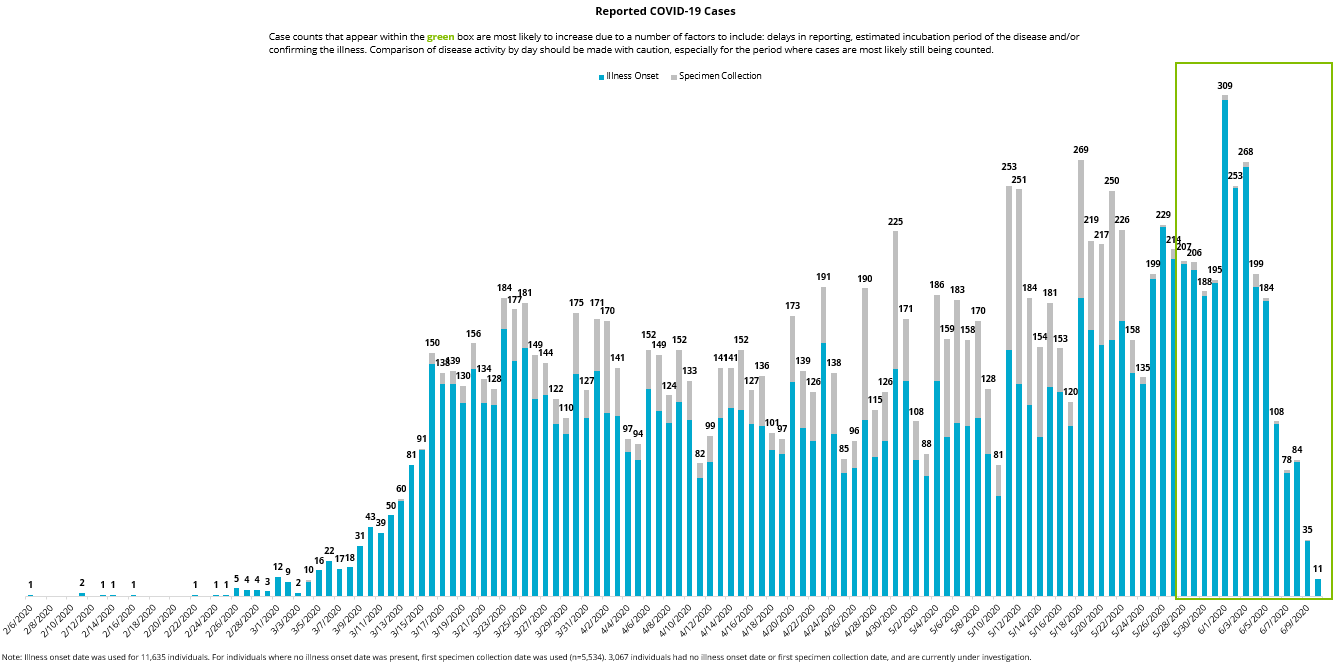 Reported COVID-19 Cases
Case counts that appear within the green box are most likely to increase due to a number of factors to include: delays in reporting, estimated incubation period of the disease and/or
confirming the illness. Comparison of disease activity by day should be made with caution, especially for the period where cases are most likely still being counted.
Illness Onset Specimen Collection
1 2 1 1 1 1 1 1 5 4 4 3 12 9 2 10 16 22 17 18 31 43 39 50 60 81 91 150 138 139 130 156 134 128 184 177 181 149 144 122 110 175 127 171 170 141 97 94 152 149 124 152 133 82 99 141 141 152 127 136 101 97 173 139 126 191 138 85 96 190 115 126 225 171 108 88 186 159 183 158 170 128 81 253 251 184 154 181 153 120 269 219 217 250 226 158 135 199 229 214 207 206 188 195 309 253 268 199 184 108 78 84 35 11
2/6/2020 2/8/2020 2/10/2020 2/12/2020 2/14/2020 2/16/2020 2/18/2020 2/20/2020 2/22/2020 2/24/2020 2/26/2020 2/28/2020 3/1/2020 3/3/2020 3/5/2020 3/7/2020 3/9/2020 3/11/2020 3/13/2020 3/15/2020 3/17/2020 3/19/2020 3/21/2020 3/23/2020 3/25/2020 3/27/2020 3/29/2020 3/31/2020 4/2/2020 4/4/2020 4/6/2020 4/8/2020 4/10/2020 4/12/2020 4/14/2020 4/16/2020 4/18/2020 4/20/2020 4/22/2020 4/24/2020 4/26/2020 4/28/2020 4/30/2020 5/2/2020 5/4/2020 5/6/2020 5/8/2020 5/10/2020 5/12/2020 5/14/2020 5/16/2020 5/18/2020 5/20/2020 5/22/2020 5/24/2020 5/26/2020 5/28/2020 5/30/2020 6/1/2020 6/3/2020 6/5/2020 6/7/2020 6/9/2020
Note: Illness onset date was used for 11,635 individuals. For individuals where no illness onset date was present, first specimen collection date was used (n=5,534). 3,067 individuals had no illness onset date or first specimen collection date, and are currently under investigation.